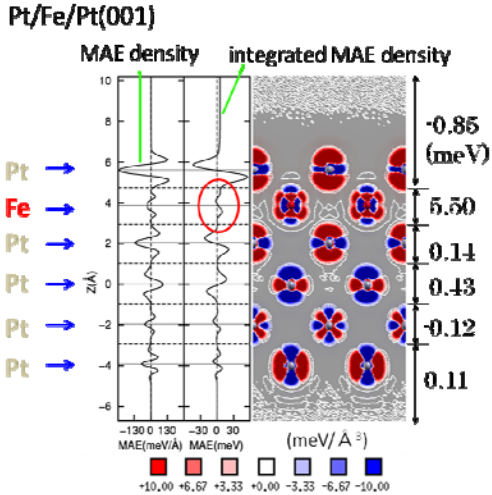 Pt/Fe/Pt(001)
MAE density
integrated MAE density
10
8
Pt
6
Fe
4
Pt
2
Z(Å)
Pt
0
Pt
-2
Pt
-4
-6
-0.85
(meV)
5.50
0.14
0.43
-0.12
0.11
-130 0 130
-30 0 30
MAE(meV/Å)
MAE(meV)
(meV/Å³)
+10.00
+6.67
+3.33
+0.00
-3.33
-6.67
-10.00